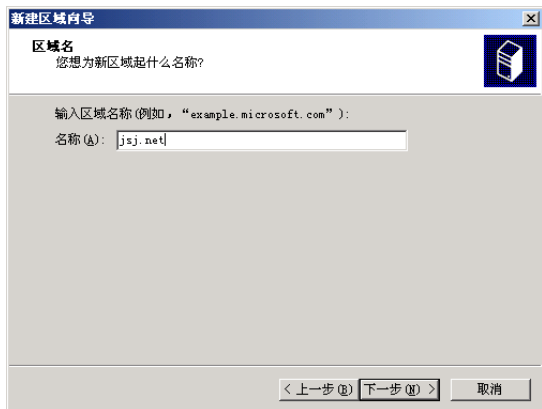 新建区域向导
区域名
您想为新区域起什么名称?
输入区域名称(例如，“example.microsoft.com”):
名称(A): jsj.net
< 上一步(B) 下一步(N) > 取消